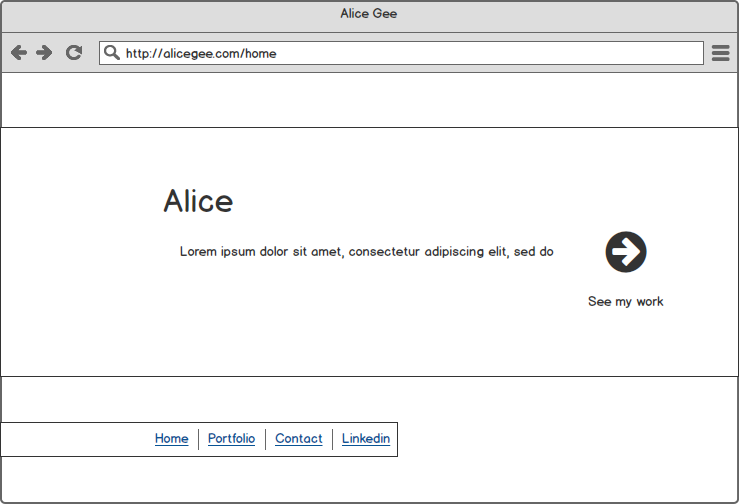 Alice Gee
http://alicegee.com/home
Alice
Lorem ipsum dolor sit amet, consectetur adipiscing elit, sed do
See my work
Home Portfolio Contact Linkedin